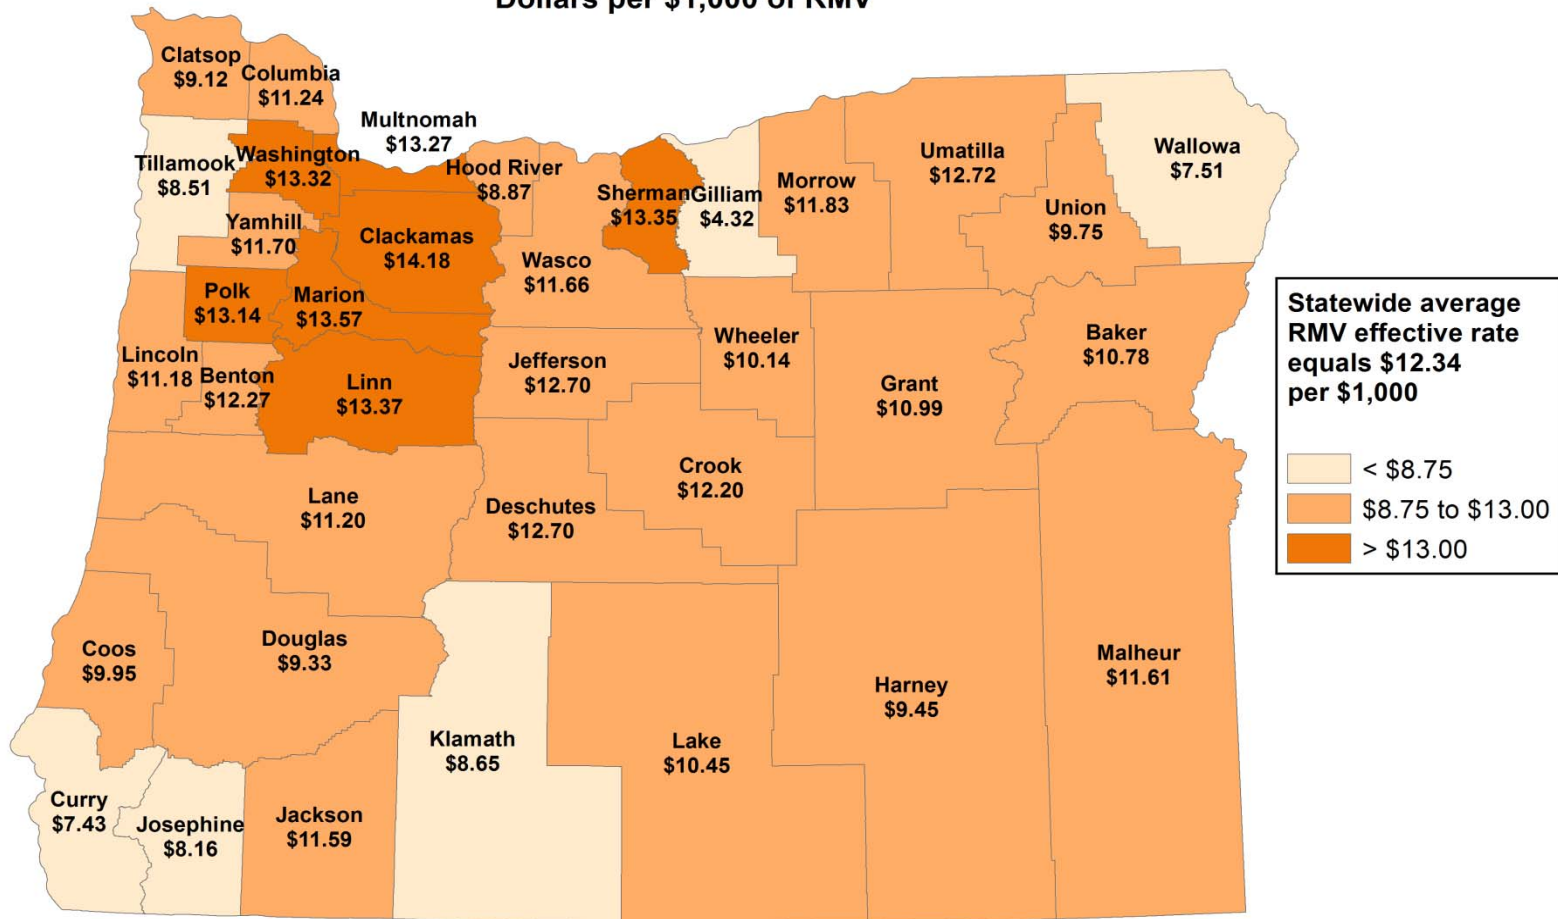 Dollars per $1,000 of RMV
Clatsop
$9.12
Columbia
$11.24
Multnomah
$13.27
Tillamook
$8.51
Washington
$13.32
Hood River
$8.87
Sherman
$13.35
Gilliam
$4.32
Morrow
$11.83
Umatilla
$12.72
Union
$9.75
Wallowa
$7.51
Yamhill
$11.70
Clackamas
$14.18
Wasco
$11.66
Polk
$13.14
Marion
$13.57
Lincoln
$11.18
Benton
$12.27
Linn
$13.37
Jefferson
$12.70
Wheeler
$10.14
Grant
$10.99
Baker
$10.78
Lane
$11.20
Deschutes
$12.70
Crook
$12.20
Coos
$9.95
Douglas
$9.33
Harney
$9.45
Malheur
$11.61
Klamath
$8.65
Lake
$10.45
Curry
$7.43
Josephine
$8.16
Jackson
$11.59
Statewide average
RMV effective rate
equals $12.34
per $1,000
< $8.75
$8.75 to $13.00
> $13.00